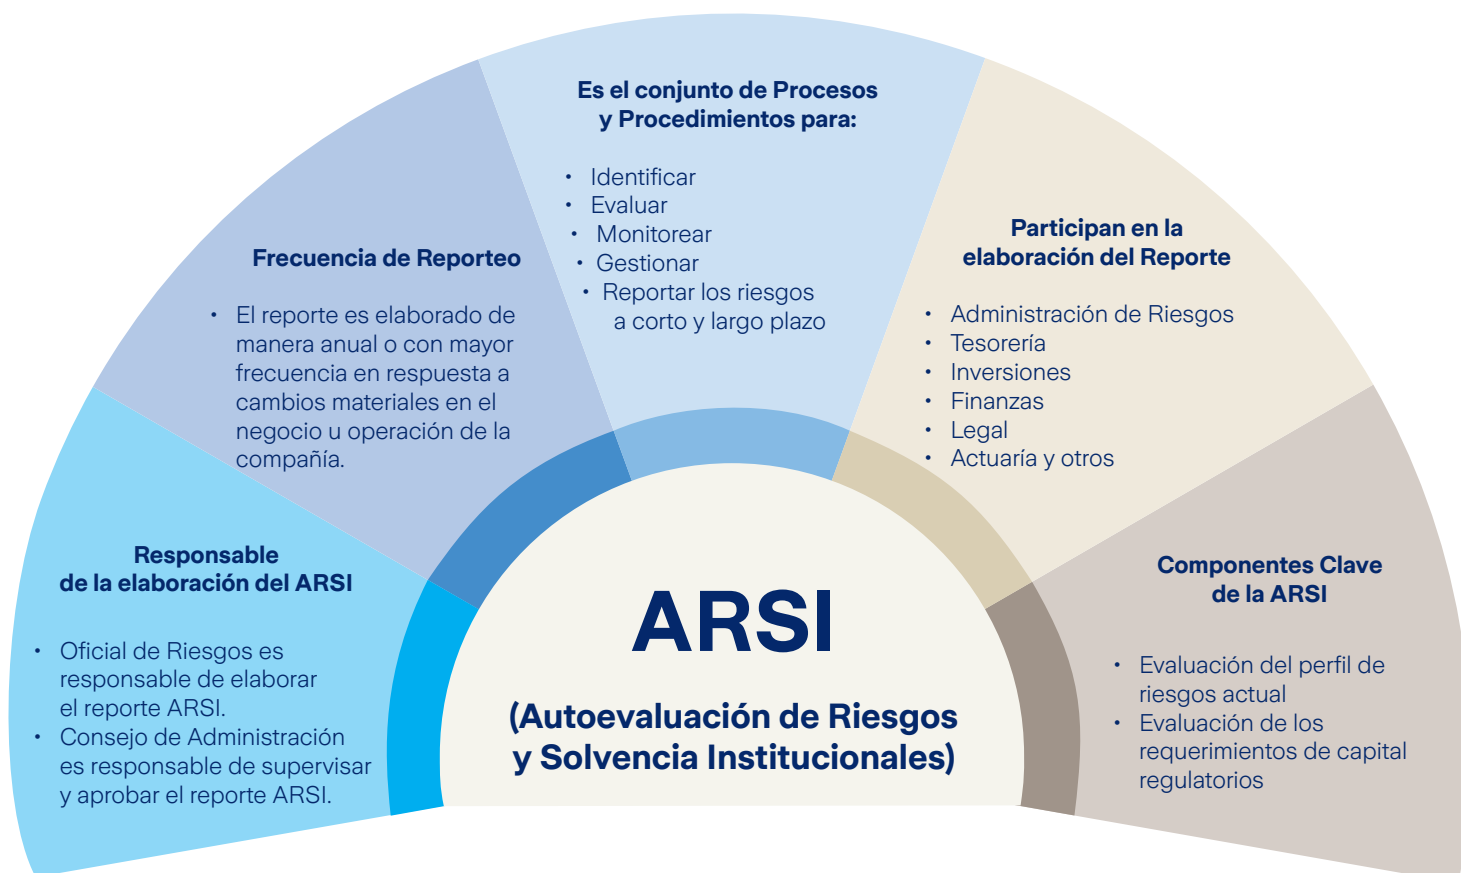 Es el conjunto de Procesos
y Procedimientos para:
• Identificar
• Evaluar
• Monitorear
• Gestionar
• Reportar los riesgos
a corto y largo plazo
Frecuencia de Reporteo
• El reporte es elaborado de
manera anual o con mayor
frecuencia en respuesta a
cambios materiales en el
negocio u operación de la
compañía.
Participan en la
elaboración del Reporte
• Administración de Riesgos
• Tesorería
• Inversiones
• Finanzas
• Legal
• Actuaría y otros
Responsable
de la elaboración del ARSI
• Oficial de Riesgos es
responsable de elaborar
el reporte ARSI.
• Consejo de Administración
es responsable de supervisar
y aprobar el reporte ARSI.
ARSI
(Autoevaluación de Riesgos
y Solvencia Institucionales)
Componentes Clave
de la ARSI
• Evaluación del perfil de
riesgos actual
• Evaluación de los
requerimientos de capital
regulatorios